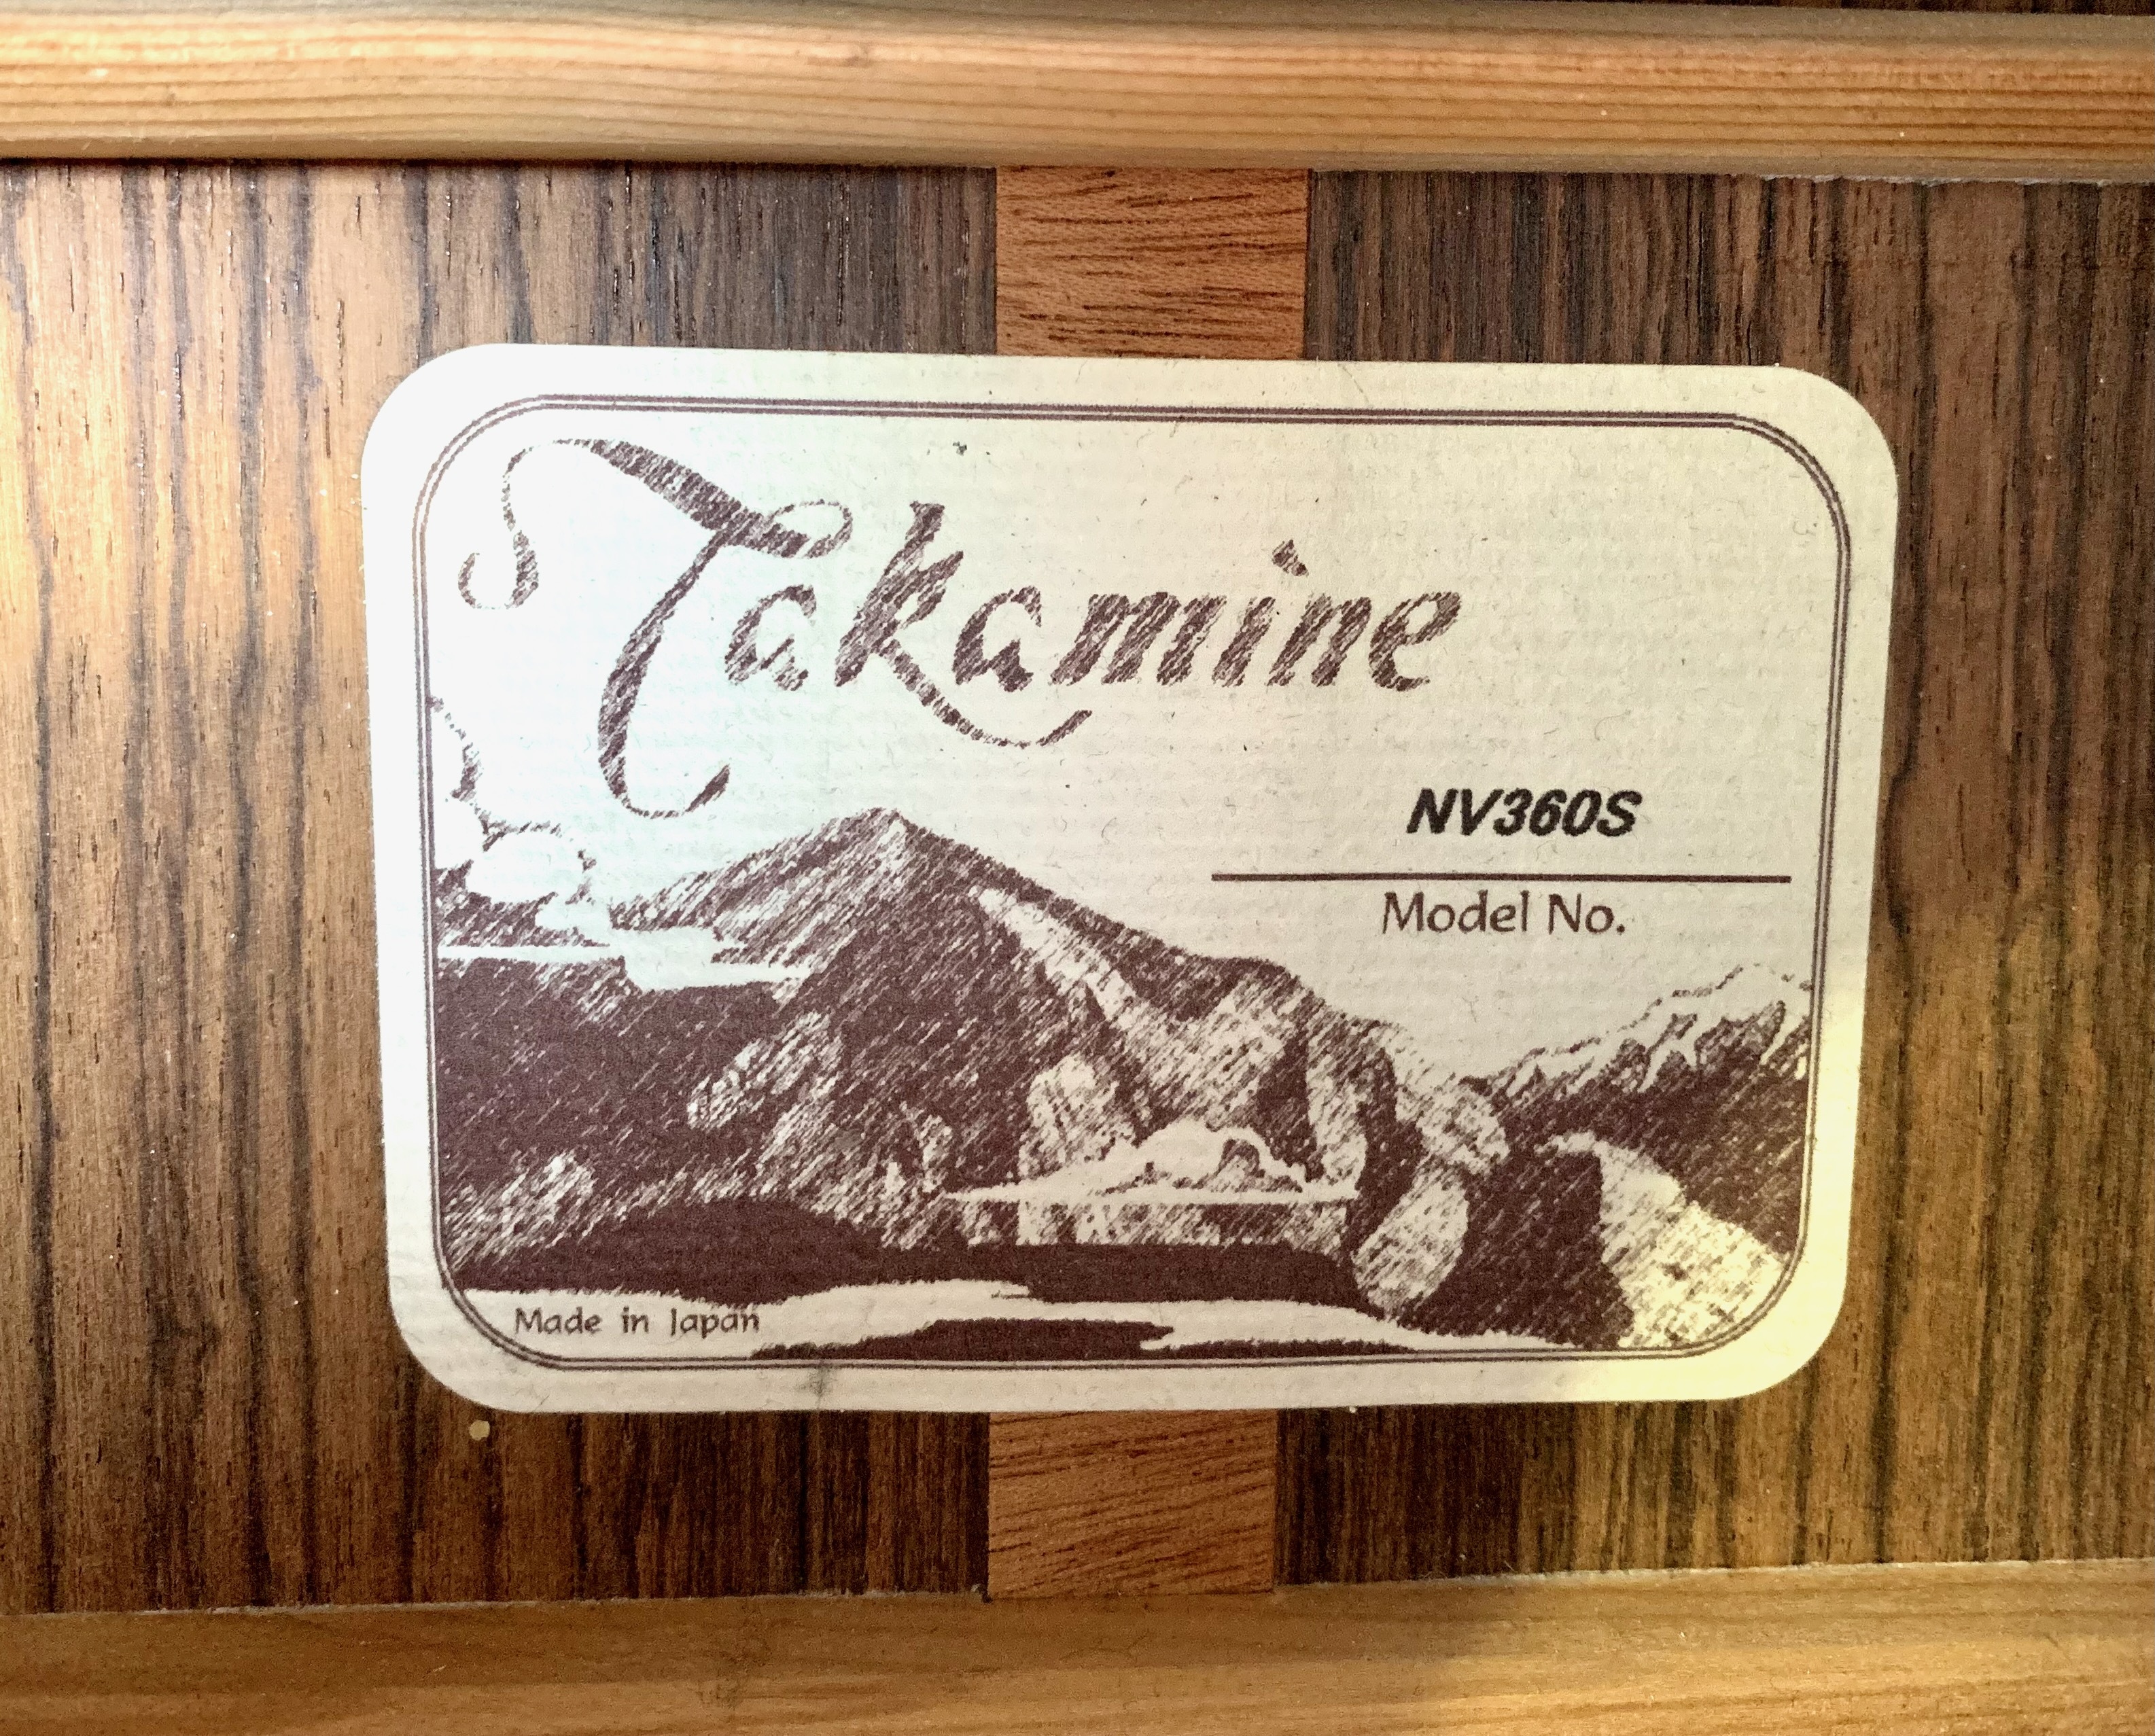 Takamine
NV360S
Model No.
Made in Japan